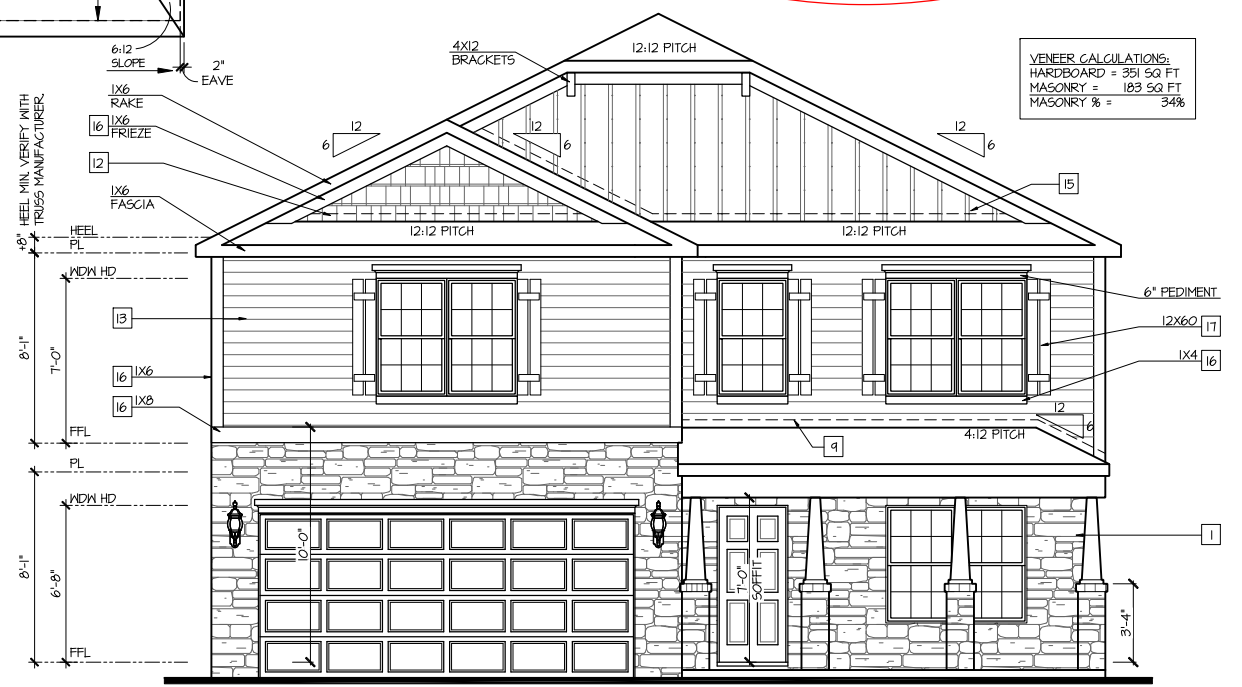 6:12
SLOPE
2"
EAVE
4X12
BRACKETS
12:12 PITCH
VENEER CALCULATIONS:
HARDBOARD = 351 SQ FT
MASONRY = 183 SQ FT
MASONRY % = 34%
1X6
RAKE
16 1X6
FRIEZE
12
6
12
6
12
6
12
15
1X6
FASCIA
+8" HEEL MIN. VERIFY WITH
TRUSS MANUFACTURER.
HEEL
PL
12:12 PITCH
12:12 PITCH
WDW HD
6" PEDIMENT
13
12X60 17
8'-1"
7'-0"
1X4 16
16 1X6
16 1X8
12
6
FFL
9
4:12 PITCH
PL
WDW HD
1
8'-1"
6'-8"
10'-0"
7'-0"
SOFFIT
3'-4"
FFL